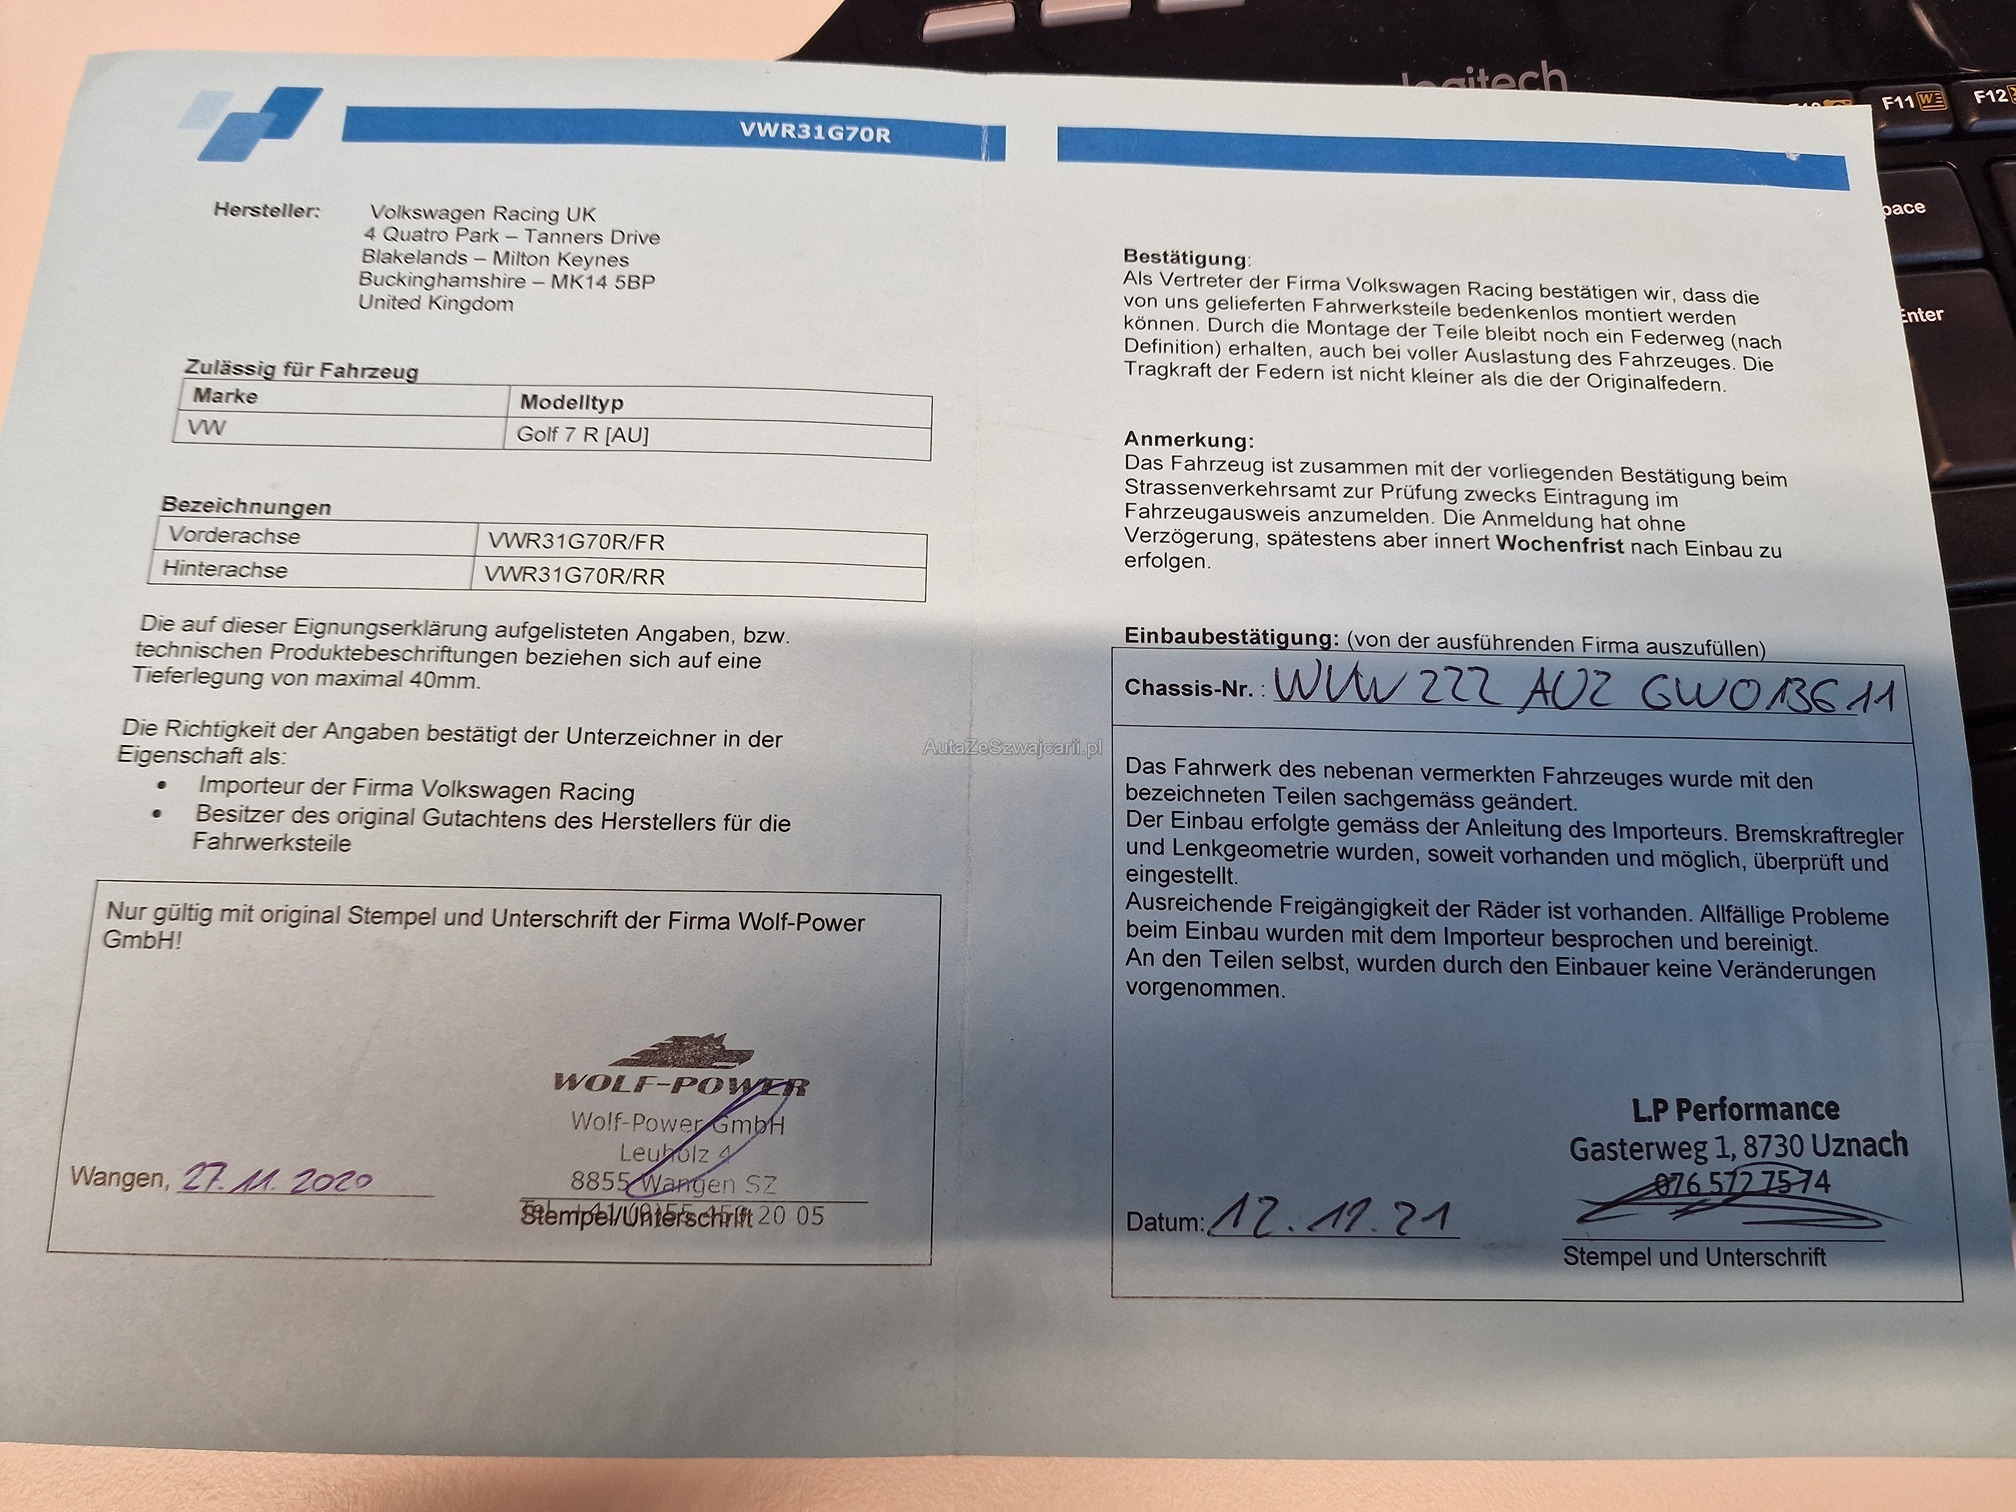 VWR31G70R
Hersteller: Volkswagen Racing UK
4 Quatro Park – Tanners Drive
Blakelands – Milton Keynes
Buckinghamshire – MK14 5BP
United Kingdom
Zulässig für Fahrzeug
Marke Modelltyp
VW Golf 7 R [AU]
Bezeichnungen
Vorderachse VWR31G70R/FR
Hinterachse VWR31G70R/RR
Die auf dieser Eignungserklärung aufgelisteten Angaben, bzw.
technischen Produktebeschriftungen beziehen sich auf eine
Tieferlegung von maximal 40mm.
Die Richtigkeit der Angaben bestätigt der Unterzeichner in der
Eigenschaft als:
• Importeur der Firma Volkswagen Racing
• Besitzer des original Gutachtens des Herstellers für die
Fahrwerksteile
Nur gültig mit original Stempel und Unterschrift der Firma Wolf-Power
GmbH!
WOLF-POWER
Wolf-Power GmbH
Leuholz 4
8855 Wangen SZ
Wangen, 27.11.2020
Stempel/Unterschrift 20 05
Bestätigung:
Als Vertreter der Firma Volkswagen Racing bestätigen wir, dass die
von uns gelieferten Fahrwerksteile bedenkenlos montiert werden
können. Durch die Montage der Teile bleibt noch ein Federweg (nach
Definition) erhalten, auch bei voller Auslastung des Fahrzeuges. Die
Tragkraft der Federn ist nicht kleiner als die der Originalfedern.
Anmerkung:
Das Fahrzeug ist zusammen mit der vorliegenden Bestätigung beim
Strassenverkehrsamt zur Prüfung zwecks Eintragung im
Fahrzeugausweis anzumelden. Die Anmeldung hat ohne
Verzögerung, spätestens aber innert Wochenfrist nach Einbau zu
erfolgen.
Einbaubestätigung: (von der ausführenden Firma auszufüllen)
Chassis-Nr. : WVWZZZ AUZ GW013611
Das Fahrwerk des nebenan vermerkten Fahrzeuges wurde mit den
bezeichneten Teilen sachgemäss geändert.
Der Einbau erfolgte gemäss der Anleitung des Importeurs. Bremskraftregler
und Lenkgeometrie wurden, soweit vorhanden und möglich, überprüft und
eingestellt.
Ausreichende Freigängigkeit der Räder ist vorhanden. Allfällige Probleme
beim Einbau wurden mit dem Importeur besprochen und bereinigt.
An den Teilen selbst, wurden durch den Einbauer keine Veränderungen
vorgenommen.
L.P Performance
Gasterweg 1, 8730 Uznach
076 572 75 74
Datum: 12.12.21
Stempel und Unterschrift
AutaZeSzwajcarii.pl
logitech
F11
F12
pace
Enter